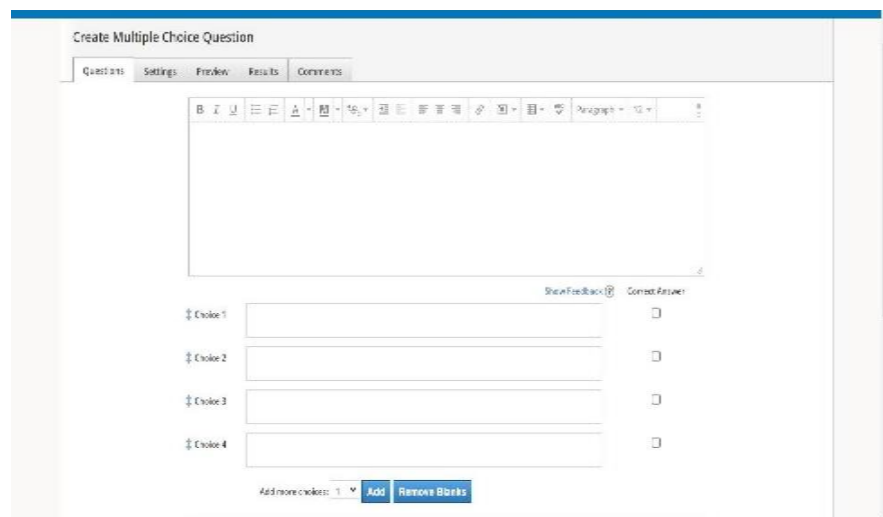 Create Multiple Choice Question
Questions Settings Preview Results Comments
B I U A Paragraph 12
Show Feedback Correct Answer
Choice 1
Choice 2
Choice 3
Choice 4
Add more choices: 1 Add Remove Blanks